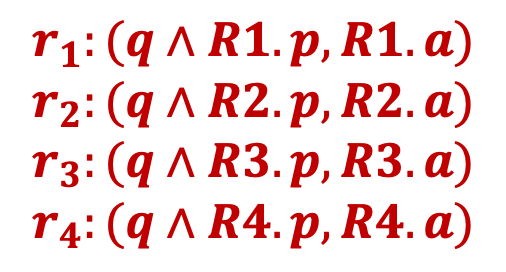 r₁: (q ∧ R1. p, R1. a)
r₂: (q ∧ R2. p, R2. a)
r₃: (q ∧ R3. p, R3. a)
r₄: (q ∧ R4. p, R4. a)